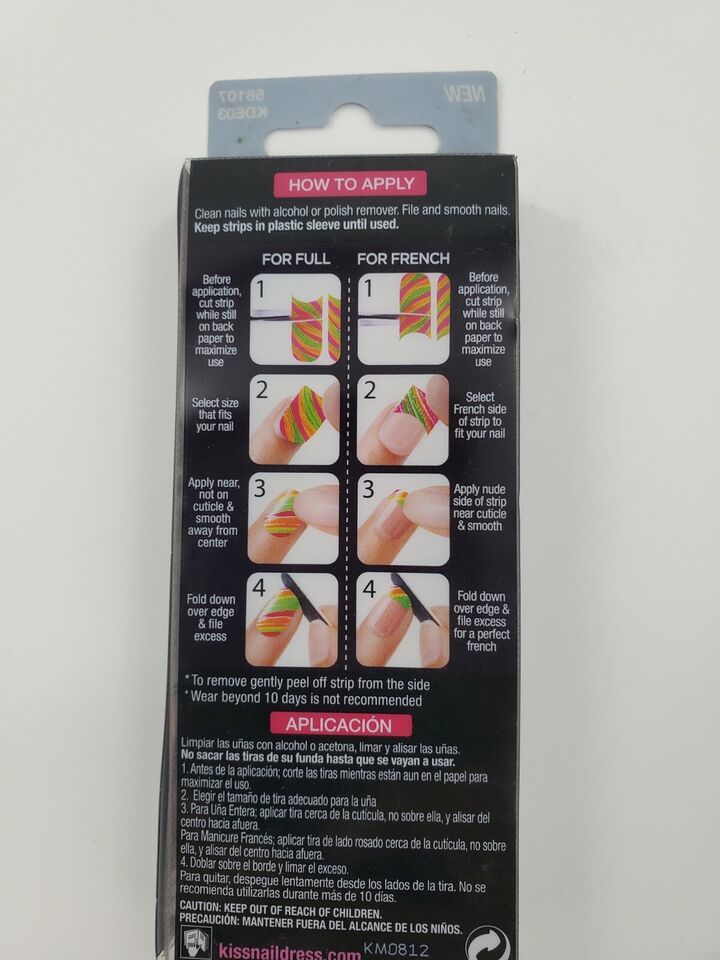 58107
KDE03
NEW
HOW TO APPLY
Clean nails with alcohol or polish remover. File and smooth nails.
Keep strips in plastic sleeve until used.
FOR FULL
FOR FRENCH
Before
application,
cut strip
while still
on back
paper to
maximize
use
1
1
Before
application,
cut strip
while still
on back
paper to
maximize
use
Select size
that fits
your nail
2
2
Select
French side
of strip to
fit your nail
Apply near,
not on
cuticle &
smooth
away from
center
3
3
Apply nude
side of strip
near cuticle
& smooth
Fold down
over edge
& file
excess
4
4
Fold down
over edge &
file excess
for a perfect
french
*To remove gently peel off strip from the side
*Wear beyond 10 days is not recommended
APLICACIÓN
Limpiar las uñas con alcohol o acetona, limar y alisar las uñas.
No sacar las tiras de su funda hasta que se vayan a usar.
1. Antes de la aplicación; corte las tiras mientras están aun en el papel para
maximizar el uso.
2. Elegir el tamaño de tira adecuado para la uña
3. Para Uña Entera; aplicar tira cerca de la cutícula, no sobre ella, y alisar del
centro hacia afuera.
Para Manicure Francés; aplicar tira de lado rosado cerca de la cutícula, no sobre
ella, y alisar del centro hacia afuera.
4. Doblar sobre el borde y limar el exceso.
Para quitar, despegue lentamente desde los lados de la tira. No se
recomienda utilizarlas durante más de 10 días.
CAUTION: KEEP OUT OF REACH OF CHILDREN.
PRECAUCIÓN: MANTENER FUERA DEL ALCANCE DE LOS NIÑOS.
kissnaildress.com
KM0812